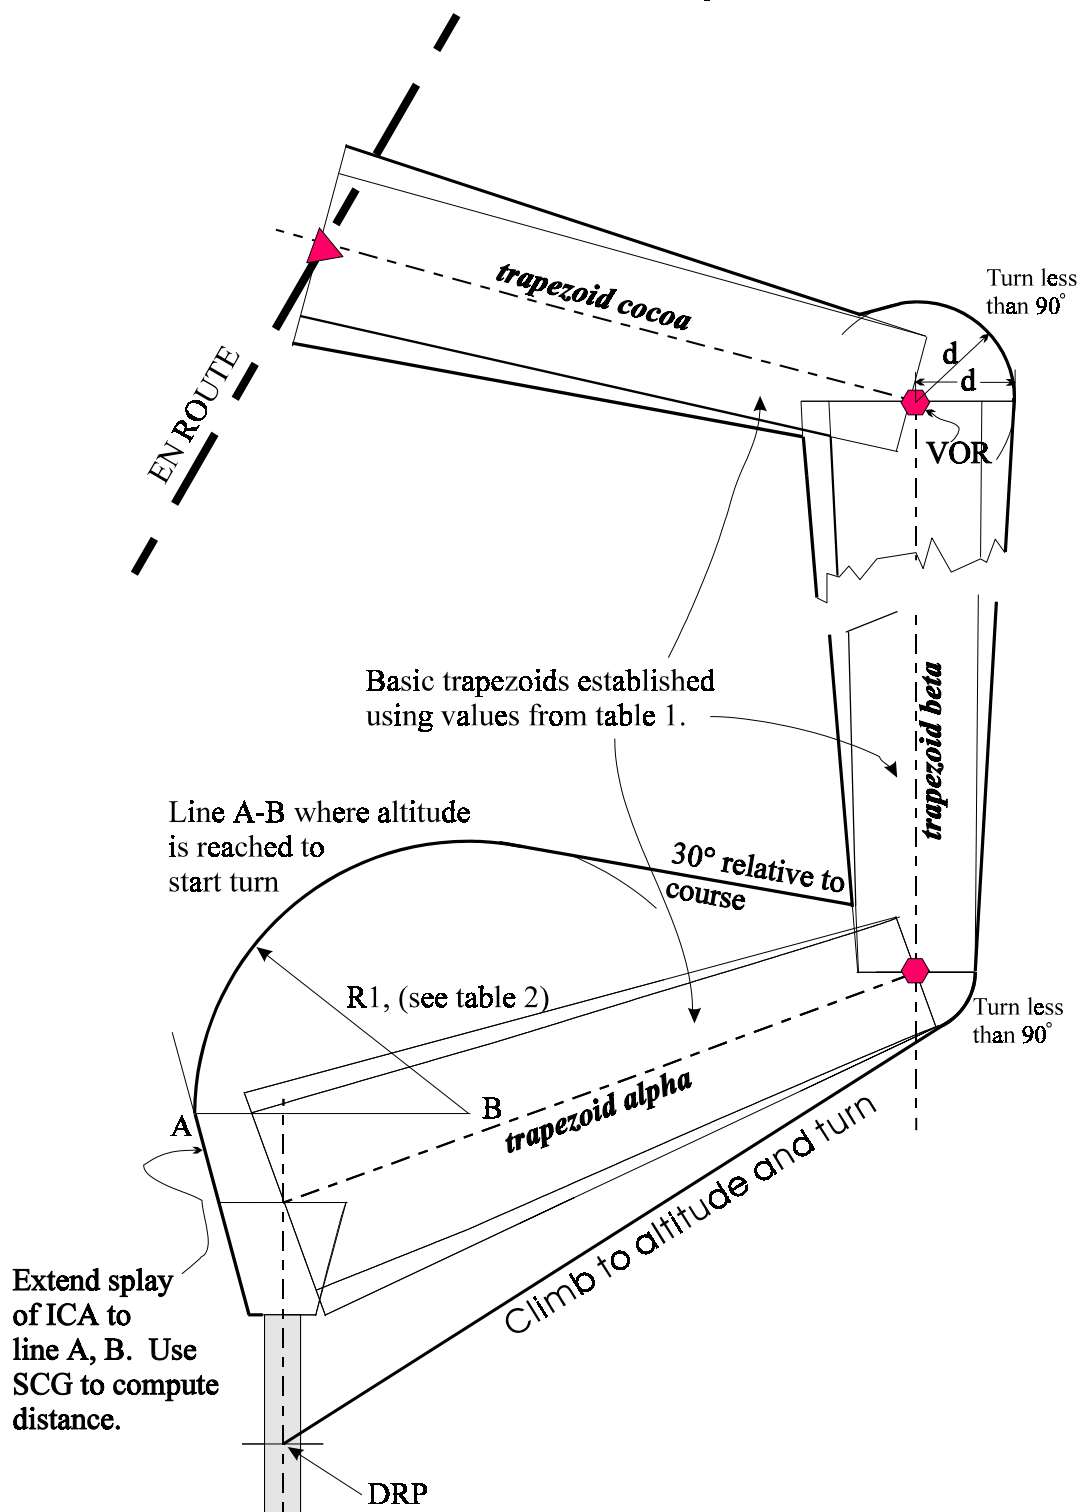 Turn less
than 90°
trapezoid cocoa
d
d
VOR
EN ROUTE
Basic trapezoids established
using values from table 1.
trapezoid beta
Line A-B where altitude
is reached to
start turn
30° relative to
course
R1, (see table 2)
Turn less
than 90°
A
B
trapezoid alpha
Climb to altitude and turn
Extend splay
of ICA to
line A, B. Use
SCG to compute
distance.
DRP